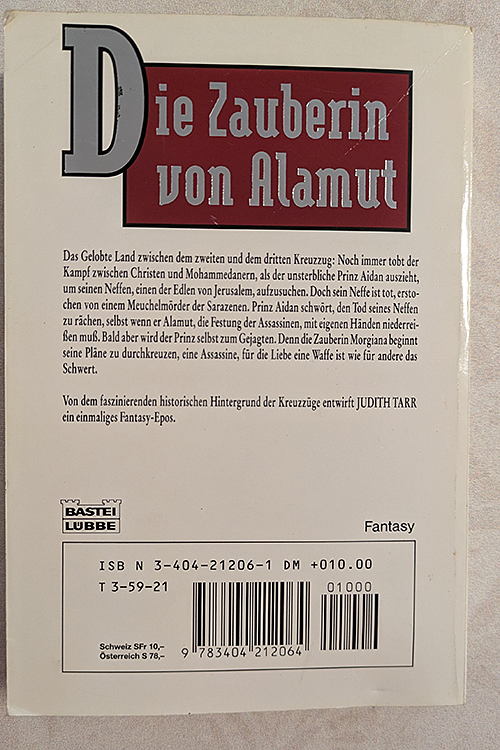 Die Zauberin
von Alamut
Das Gelobte Land zwischen dem zweiten und dem dritten Kreuzzug: Noch immer tobt der
Kampf zwischen Christen und Mohammedanern, als der unsterbliche Prinz Aidan auszieht,
um seinen Neffen, einen der Edlen von Jerusalem, aufzusuchen. Doch sein Neffe ist tot, ersto-
chen von einem Meuchelmörder der Sarazenen. Prinz Aidan schwört, den Tod seines Neffen
zu rächen, selbst wenn er Alamut, die Festung der Assassinen, mit eigenen Händen niederrei-
ßen muß. Bald aber wird der Prinz selbst zum Gejagten. Denn die Zauberin Morgiana beginnt
seine Pläne zu durchkreuzen, eine Assassine, für die Liebe eine Waffe ist wie für andere das
Schwert.
Von dem faszinierenden historischen Hintergrund der Kreuzzüge entwirft JUDITH TARR
ein einmaliges Fantasy-Epos.
BASTEI
LÜBBE
Fantasy
ISB N 3-404-21206-1 DM +010.00
T 3-59-21
01000
Schweiz SFr 10,-
Österreich S 78,-
9 783404 212064